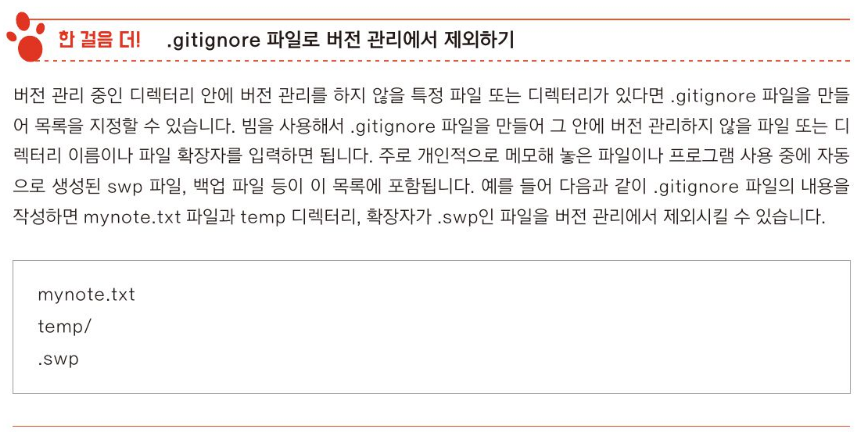 한 걸음 더! .gitignore 파일로 버전 관리에서 제외하기
버전 관리 중인 디렉터리 안에 버전 관리를 하지 않을 특정 파일 또는 디렉터리가 있다면 .gitignore 파일을 만들
어 목록을 지정할 수 있습니다. 빔을 사용해서 .gitignore 파일을 만들어 그 안에 버전 관리하지 않을 파일 또는 디
렉터리 이름이나 파일 확장자를 입력하면 됩니다. 주로 개인적으로 메모해 놓은 파일이나 프로그램 사용 중에 자동
으로 생성된 swp 파일, 백업 파일 등이 이 목록에 포함됩니다. 예를 들어 다음과 같이 .gitignore 파일의 내용을
작성하면 mynote.txt 파일과 temp 디렉터리, 확장자가 .swp인 파일을 버전 관리에서 제외시킬 수 있습니다.
mynote.txt
temp/
.swp